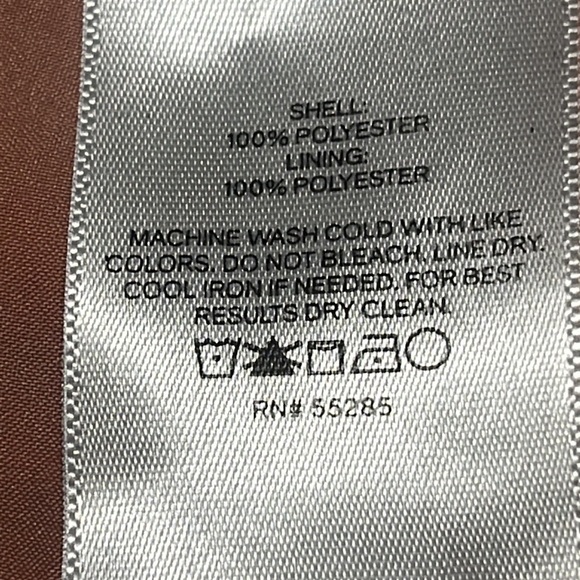 SHELL:
100% POLYESTER
LINING:
100% POLYESTER
MACHINE WASH COLD WITH LIKE
COLORS. DO NOT BLEACH. LINE DRY.
COOL IRON IF NEEDED. FOR BEST
RESULTS DRY CLEAN.
RN# 55285